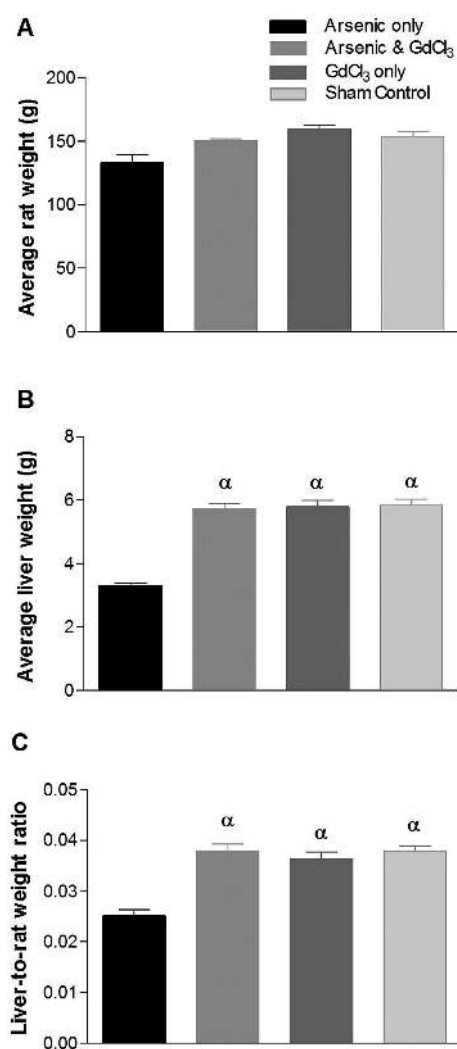 A
Arsenic only
Arsenic & GdCl₃
GdCl₃ only
Sham Control
Average rat weight (g)
200
150
100
50
0
B
Average liver weight (g)
8
6
4
2
0
α α α
C
Liver-to-rat weight ratio
0.05
0.04
0.03
0.02
0.01
0.00
α α α